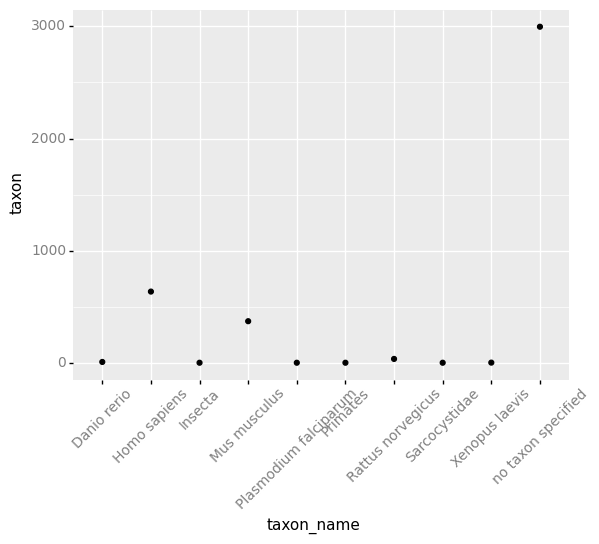 3000
2000
1000
0
taxon
Danio rerio
Homo sapiens
Insecta
Mus musculus
Plasmodium falciparum
Primates
Rattus norvegicus
Sarcocystidae
Xenopus laevis
no taxon specified
taxon_name